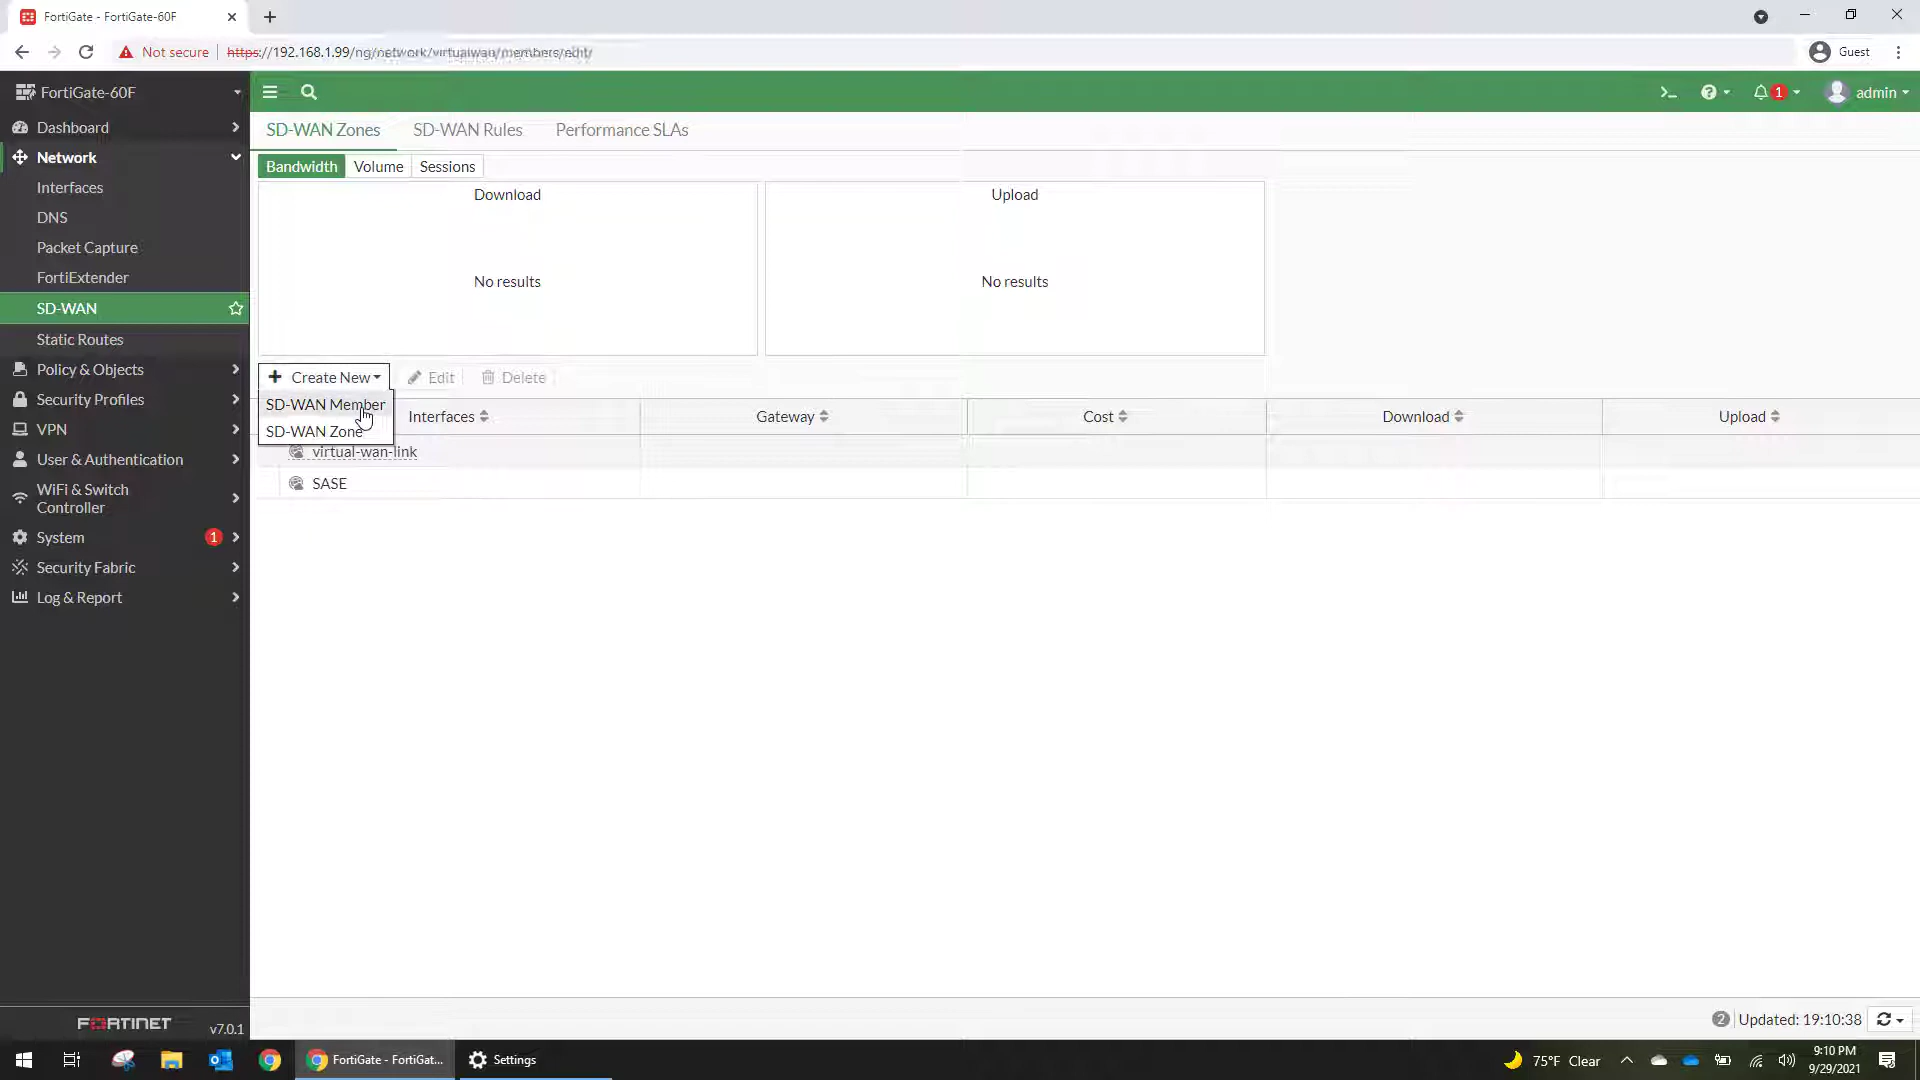 FortiGate - FortiGate-60F
Not secure
https://192.168.1.99/ng/network/virtualwan/members/edit/
Guest
FortiGate-60F
admin
1
Dashboard
Network
Interfaces
DNS
Packet Capture
FortiExtender
SD-WAN
Static Routes
Policy & Objects
Security Profiles
VPN
User & Authentication
WiFi & Switch
Controller
System
1
Security Fabric
Log & Report
FORTINET
v7.0.1
SD-WAN Zones
SD-WAN Rules
Performance SLAs
Bandwidth
Volume
Sessions
Download
No results
Upload
No results
Create New
Edit
Delete
SD-WAN Member
SD-WAN Zone
Interfaces
Gateway
Cost
Download
Upload
virtual-wan-link
SASE
2
Updated: 19:10:38
FortiGate - FortiGat...
Settings
75°F Clear
9:10 PM
9/29/2021